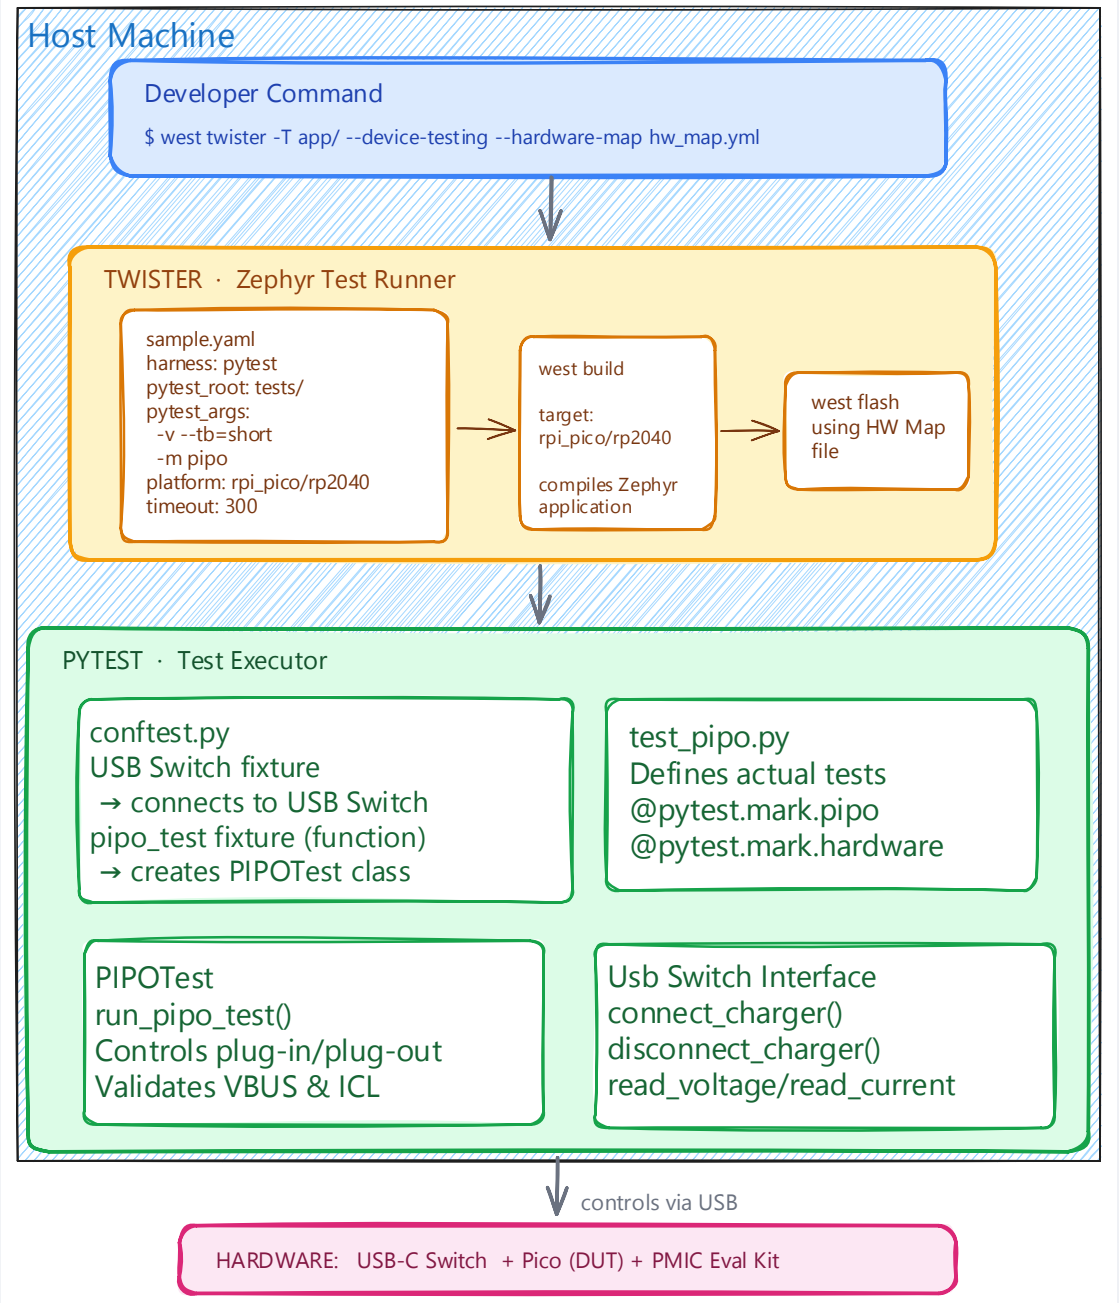 Host Machine
Developer Command
$ west twister -T app/ --device-testing --hardware-map hw_map.yml
TWISTER · Zephyr Test Runner
sample.yaml
harness: pytest
pytest_root: tests/
pytest_args:
-v --tb=short
-m pipo
platform: rpi_pico/rp2040
timeout: 300
west build
target:
rpi_pico/rp2040
compiles Zephyr
application
west flash
using HW Map
file
PYTEST · Test Executor
conftest.py
USB Switch fixture
→ connects to USB Switch
pipo_test fixture (function)
→ creates PIPOTest class
test_pipo.py
Defines actual tests
@pytest.mark.pipo
@pytest.mark.hardware
PIPOTest
run_pipo_test()
Controls plug-in/plug-out
Validates VBUS & ICL
Usb Switch Interface
connect_charger()
disconnect_charger()
read_voltage/read_current
controls via USB
HARDWARE: USB-C Switch + Pico (DUT) + PMIC Eval Kit